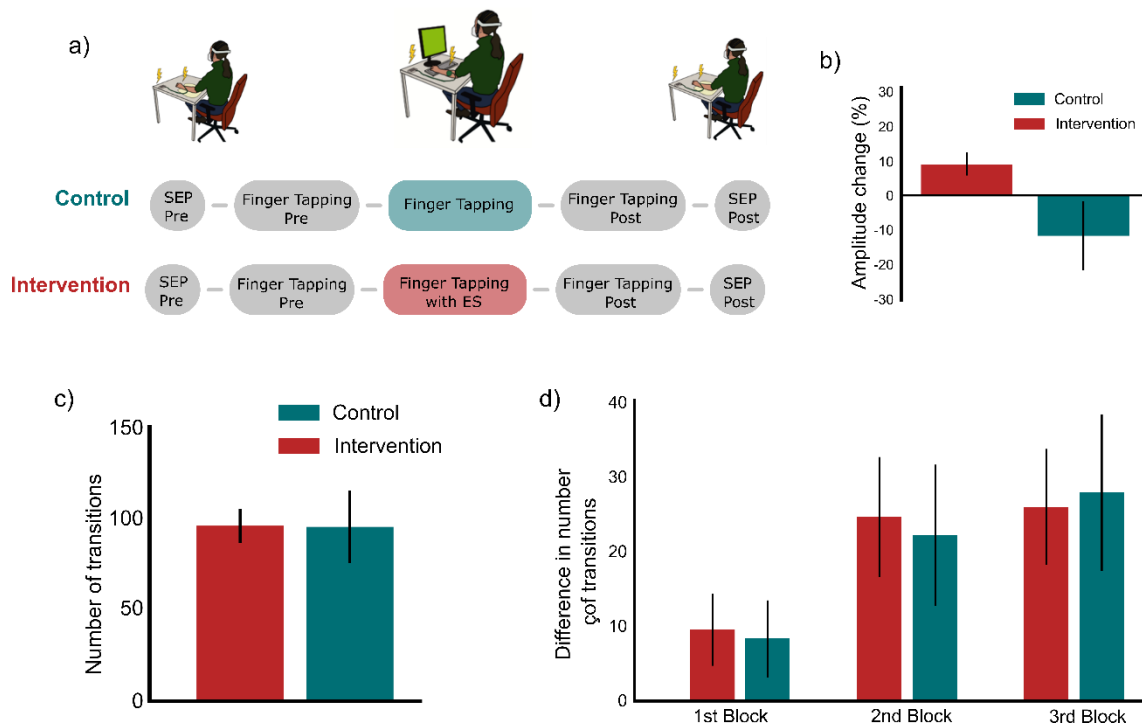 a)
Control
SEP
Pre
Finger Tapping
Pre
Finger Tapping
Finger Tapping
Post
SEP
Post
Intervention
SEP
Pre
Finger Tapping
Pre
Finger Tapping
with ES
Finger Tapping
Post
SEP
Post
b)
Amplitude change (%)
30
30
20
10
0
-10
-20
-30
Control
Intervention
c)
Number of transitions
150
100
50
0
Control
Intervention
d)
Difference in number
çof transitions
40
30
20
10
0
1st Block
2nd Block
3rd Block